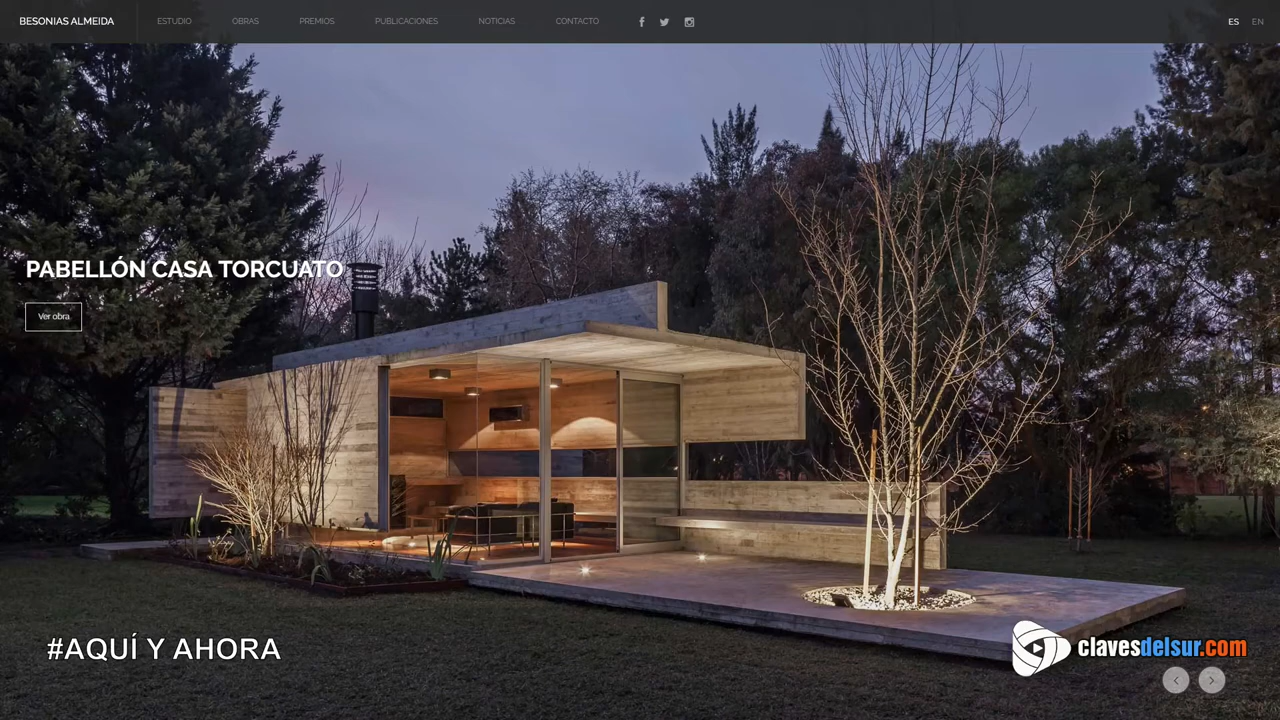 BESONIAS ALMEIDA ESTUDIO OBRAS PREMIOS PUBLICACIONES NOTICIAS CONTACTO ES EN
PABELLÓN CASA TORCUATO
Ver obra
#AQUÍ Y AHORA
clavesdelsur.com